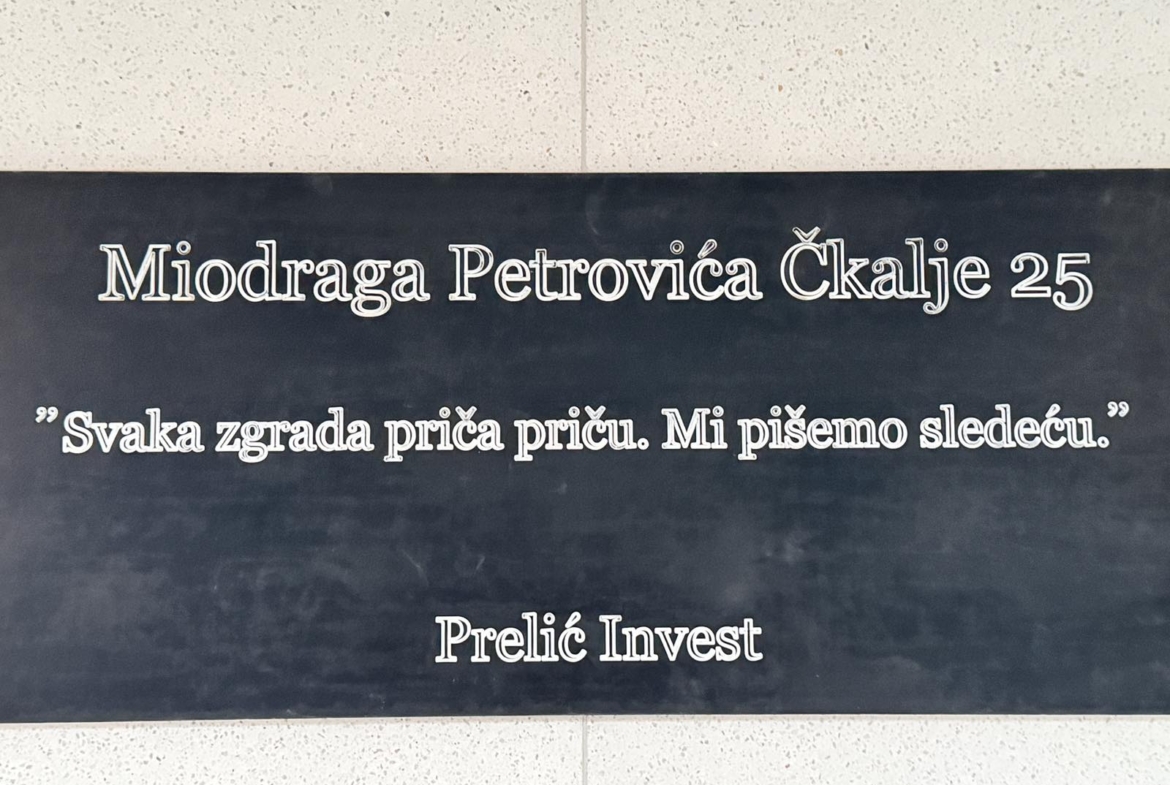 Miodraga Petrovića Čkalje 25
”Svaka zgrada priča priču. Mi pišemo sledeću.”
Prelić Invest